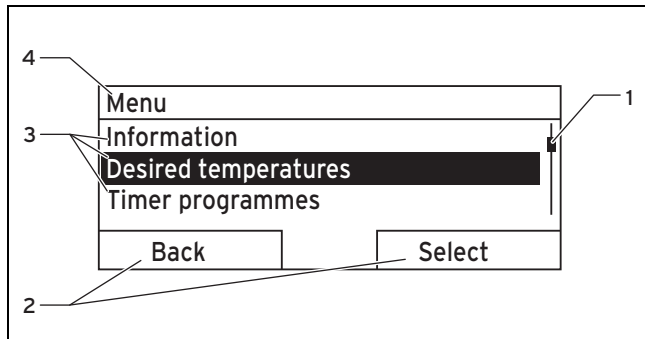 4
Menu
1
3
Information
Desired temperatures
Timer programmes
Back
Select
2